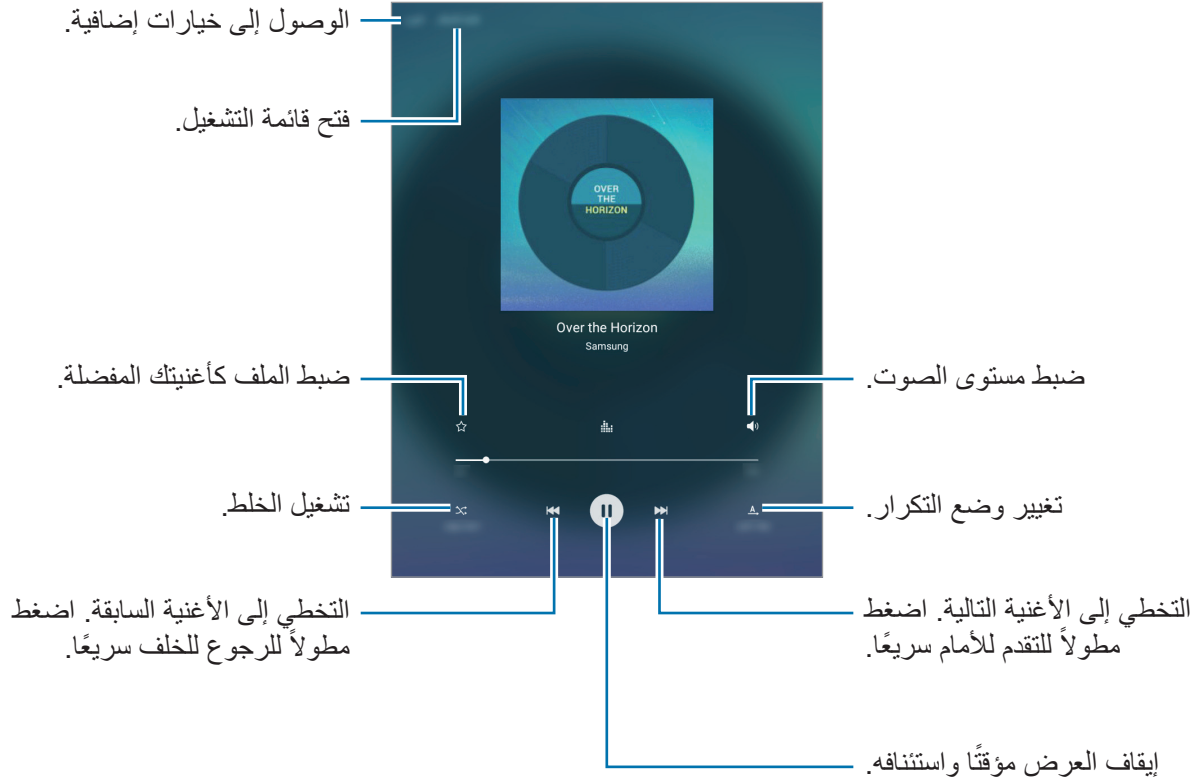 الوصول إلى خيارات إضافية.
فتح قائمة التشغيل.
OVER
THE
HORIZON
Over the Horizon
Samsung
ضبط مستوى الصوت.
ضبط الملف كأغنيتك المفضلة.
تغيير وضع التكرار.
تشغيل الخلط.
A
التخطي إلى الأغنية التالية. اضغط
مطولاً للتقدم للأمام سريعًا.
التخطي إلى الأغنية السابقة. اضغط
مطولاً للرجوع للخلف سريعًا.
إيقاف العرض مؤقتًا واستئنافه.